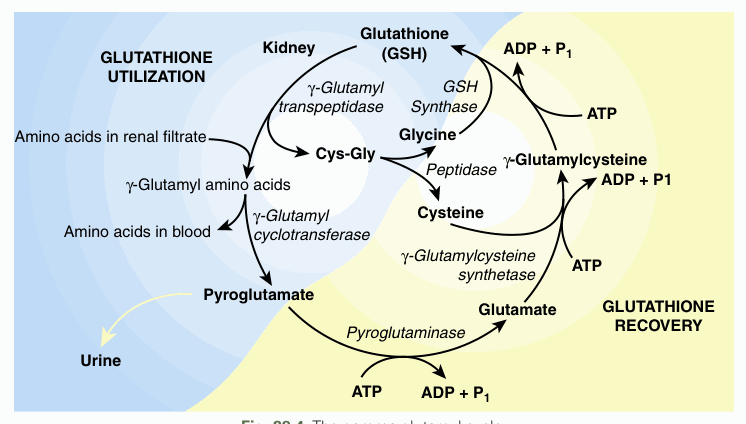 GLUTATHIONE
UTILIZATION
Kidney
Glutathione
(GSH)
ADP + P1
γ-Glutamyl
transpeptidase
GSH
Synthase
ATP
Amino acids in renal filtrate
Glycine
Cys-Gly
Peptidase
γ-Glutamylcysteine
ADP + P1
γ-Glutamyl amino acids
Cysteine
Amino acids in blood
γ-Glutamyl
cyclotransferase
γ-Glutamylcysteine
synthetase
ATP
Pyroglutamate
Glutamate
GLUTATHIONE
RECOVERY
Pyroglutaminase
Urine
ATP
ADP + P1